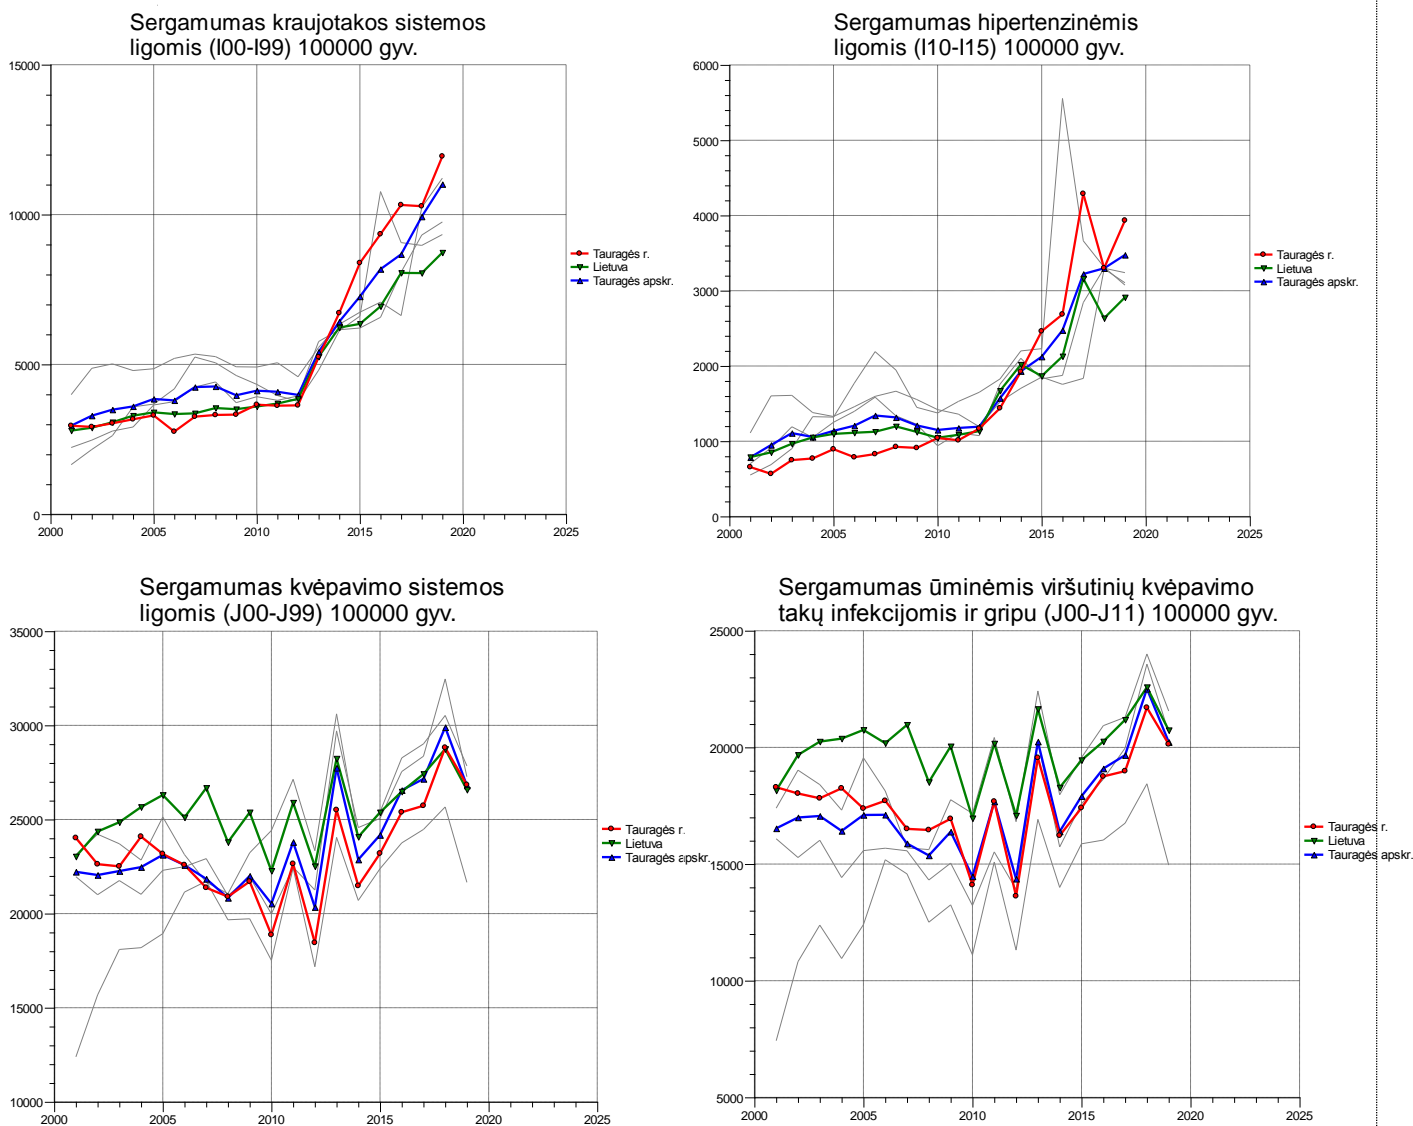 Sergamumas kraujotakos sistemos
ligomis (I00-I99) 100000 gyv.
15000
10000
5000
0
2000 2005 2010 2015 2020 2025
Tauragės r.
Lietuva
Tauragės apskr.
Sergamumas hipertenzinėmis
ligomis (I10-I15) 100000 gyv.
6000
5000
4000
3000
2000
1000
0
2000 2005 2010 2015 2020 2025
Tauragės r.
Lietuva
Tauragės apskr.
Sergamumas kvėpavimo sistemos
ligomis (J00-J99) 100000 gyv.
35000
30000
25000
20000
15000
10000
2000 2005 2010 2015 2020 2025
Tauragės r.
Lietuva
Tauragės apskr.
Sergamumas ūminėmis viršutinių kvėpavimo
takų infekcijomis ir gripu (J00-J11) 100000 gyv.
25000
20000
15000
10000
5000
2000 2005 2010 2015 2020 2025
Tauragės r.
Lietuva
Tauragės apskr.